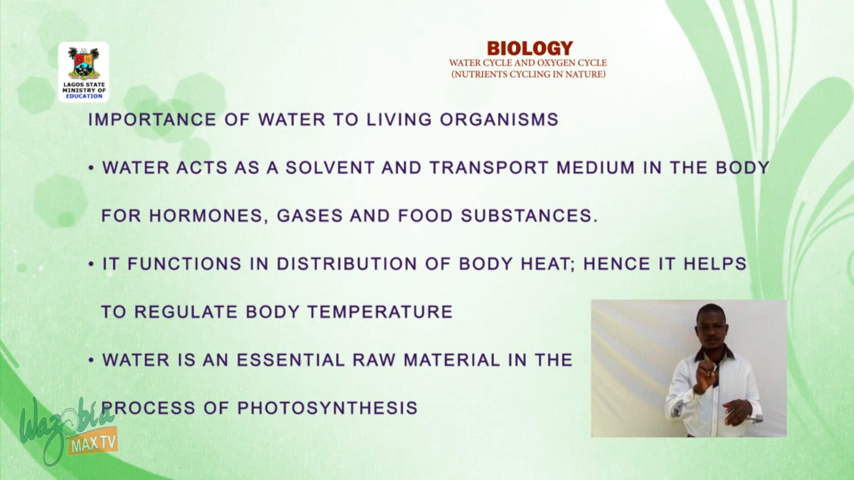 BIOLOGY
WATER CYCLE AND OXYGEN CYCLE
(NUTRIENTS CYCLING IN NATURE)
LAGOS STATE
MINISTRY OF
EDUCATION
IMPORTANCE OF WATER TO LIVING ORGANISMS
• WATER ACTS AS A SOLVENT AND TRANSPORT MEDIUM IN THE BODY
FOR HORMONES, GASES AND FOOD SUBSTANCES.
• IT FUNCTIONS IN DISTRIBUTION OF BODY HEAT; HENCE IT HELPS
TO REGULATE BODY TEMPERATURE
• WATER IS AN ESSENTIAL RAW MATERIAL IN THE
PROCESS OF PHOTOSYNTHESIS
Wazobia
MAX TV